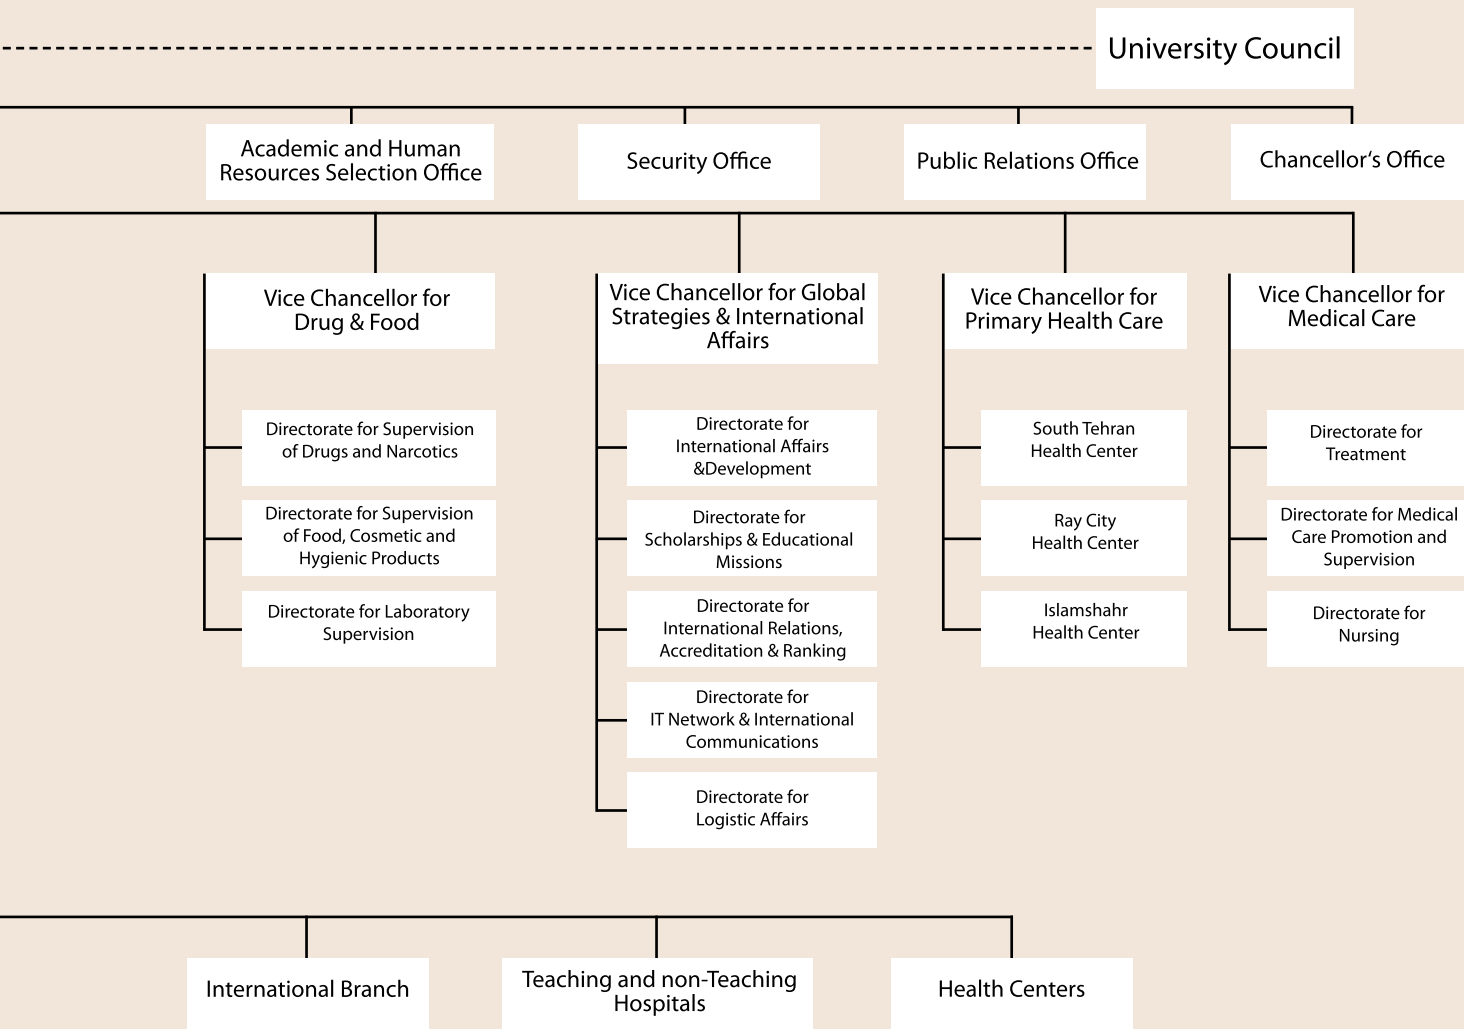 University Council
Academic and Human
Resources Selection Office
Security Office
Public Relations Office
Chancellor‘s Office
Vice Chancellor for
Drug & Food
Vice Chancellor for Global
Strategies & International
Affairs
Vice Chancellor for
Primary Health Care
Vice Chancellor for
Medical Care
Directorate for Supervision
of Drugs and Narcotics
Directorate for Supervision
of Food, Cosmetic and
Hygienic Products
Directorate for Laboratory
Supervision
Directorate for
International Affairs
&Development
Directorate for
Scholarships & Educational
Missions
Directorate for
International Relations,
Accreditation & Ranking
Directorate for
IT Network & International
Communications
Directorate for
Logistic Affairs
South Tehran
Health Center
Ray City
Health Center
Islamshahr
Health Center
Directorate for
Treatment
Directorate for Medical
Care Promotion and
Supervision
Directorate for
Nursing
International Branch
Teaching and non-Teaching
Hospitals
Health Centers